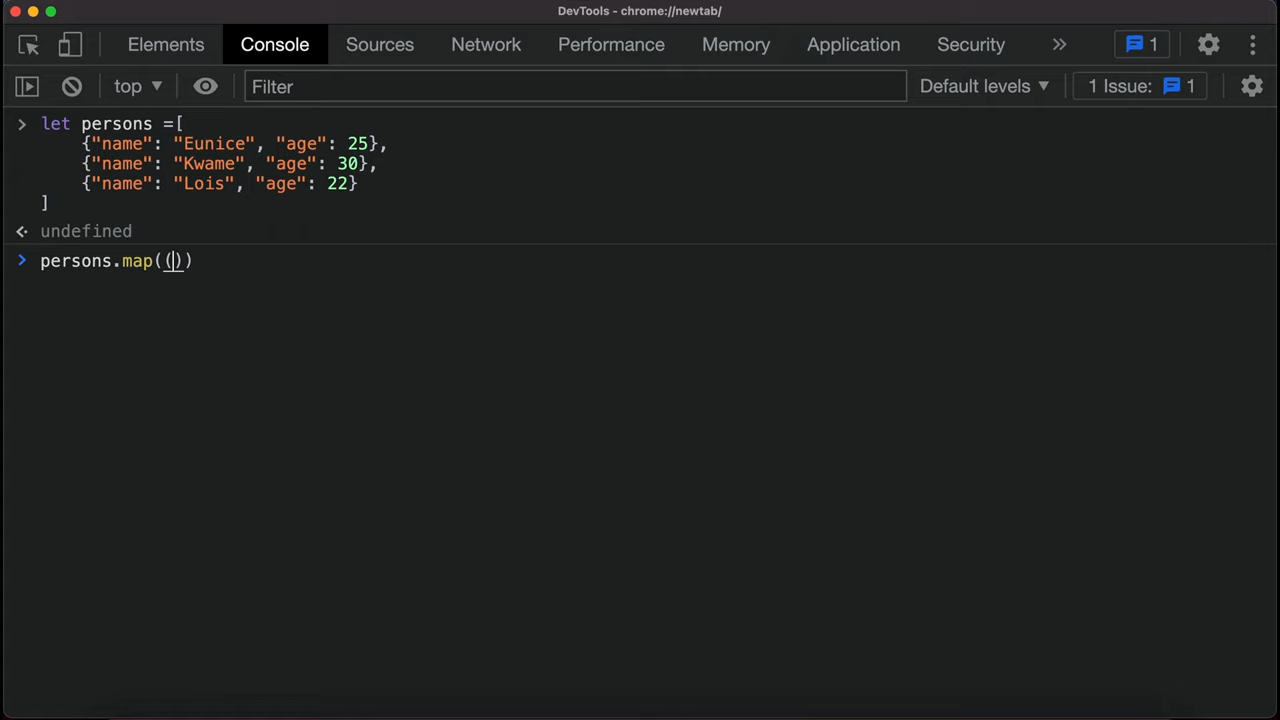 DevTools - chrome://newtab/
Elements Console Sources Network Performance Memory Application Security » 1
top ▼ Filter Default levels ▼ 1 Issue: 1
> let persons =[
{"name": "Eunice", "age": 25},
{"name": "Kwame", "age": 30},
{"name": "Lois", "age": 22}
]
undefined
> persons.map(())